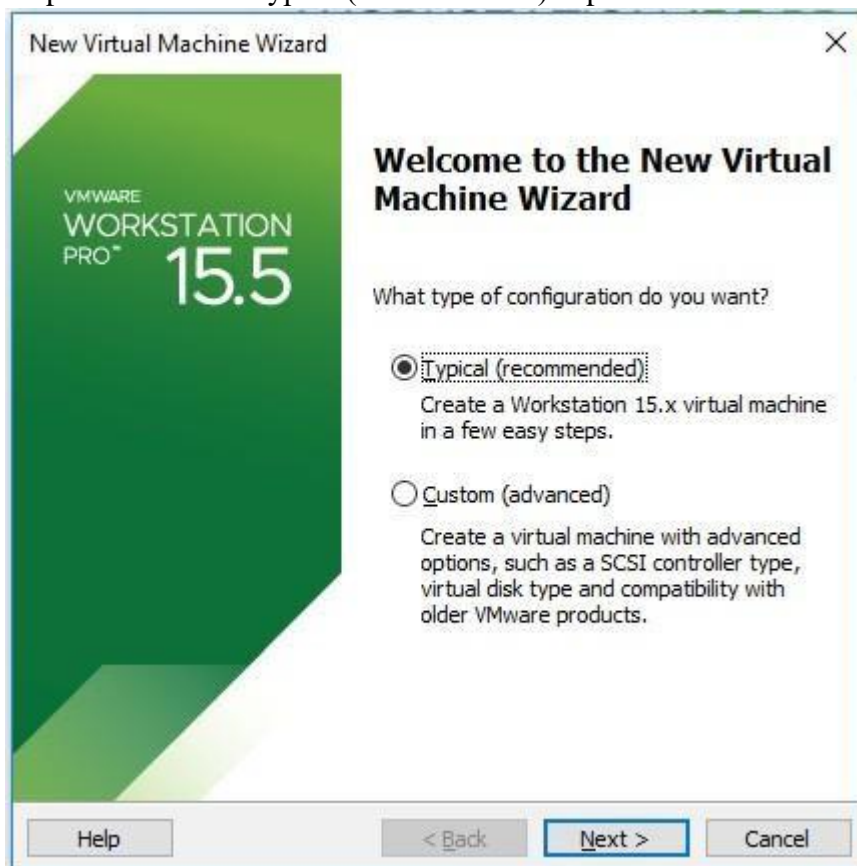 New Virtual Machine Wizard
VMWARE
WORKSTATION
PRO™ 15.5
Welcome to the New Virtual
Machine Wizard
What type of configuration do you want?
Typical (recommended)
Create a Workstation 15.x virtual machine
in a few easy steps.
Custom (advanced)
Create a virtual machine with advanced
options, such as a SCSI controller type,
virtual disk type and compatibility with
older VMware products.
Help
< Back
Next >
Cancel